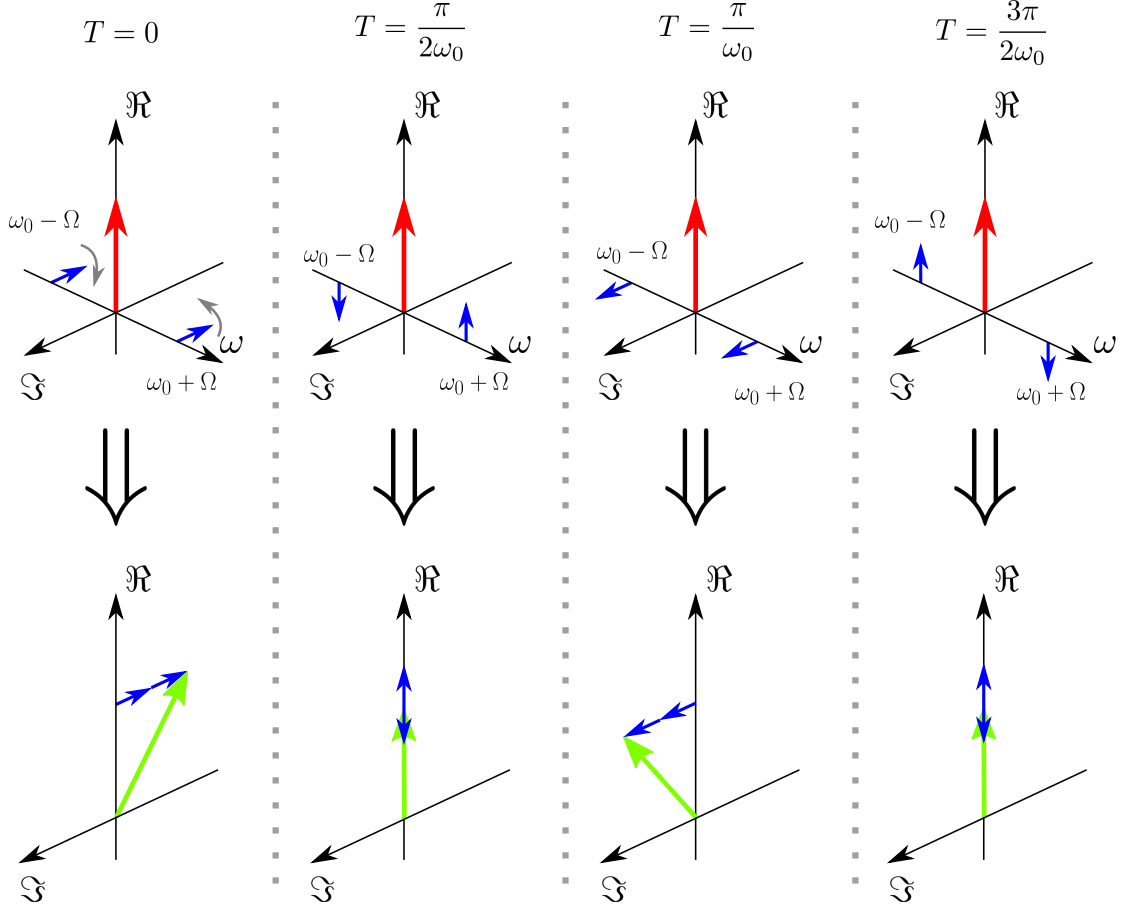 T = 0
T = π/2ω₀
T = π/ω₀
T = 3π/2ω₀
ℜ
ℜ
ℜ
ℜ
ω₀ − Ω
ω₀ − Ω
ω₀ − Ω
ω₀ − Ω
ω
ω
ω
ω
ω₀ + Ω
ω₀ + Ω
ω₀ + Ω
ω₀ + Ω
ℑ
ℑ
ℑ
ℑ
ℜ
ℜ
ℜ
ℜ
ℑ
ℑ
ℑ
ℑ